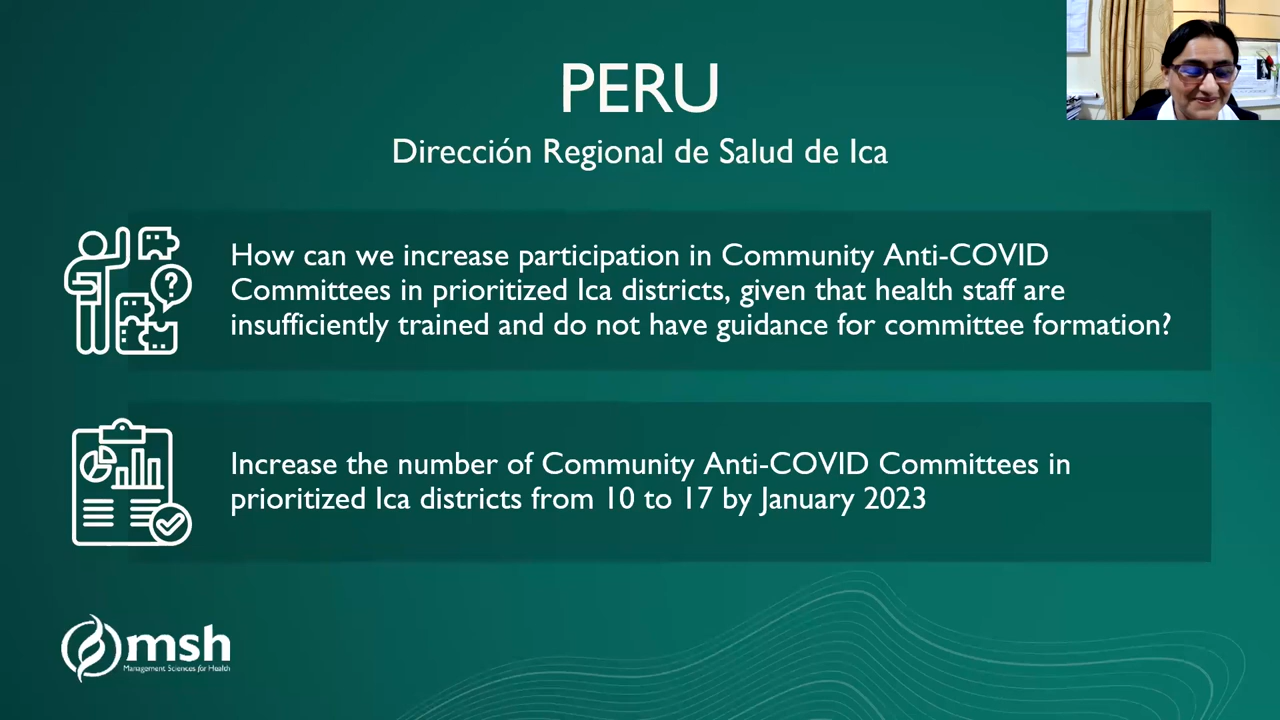 PERU
Dirección Regional de Salud de Ica
How can we increase participation in Community Anti-COVID
Committees in prioritized Ica districts, given that health staff are
insufficiently trained and do not have guidance for committee formation?
Increase the number of Community Anti-COVID Committees in
prioritized Ica districts from 10 to 17 by January 2023
msh
Management Sciences for Health